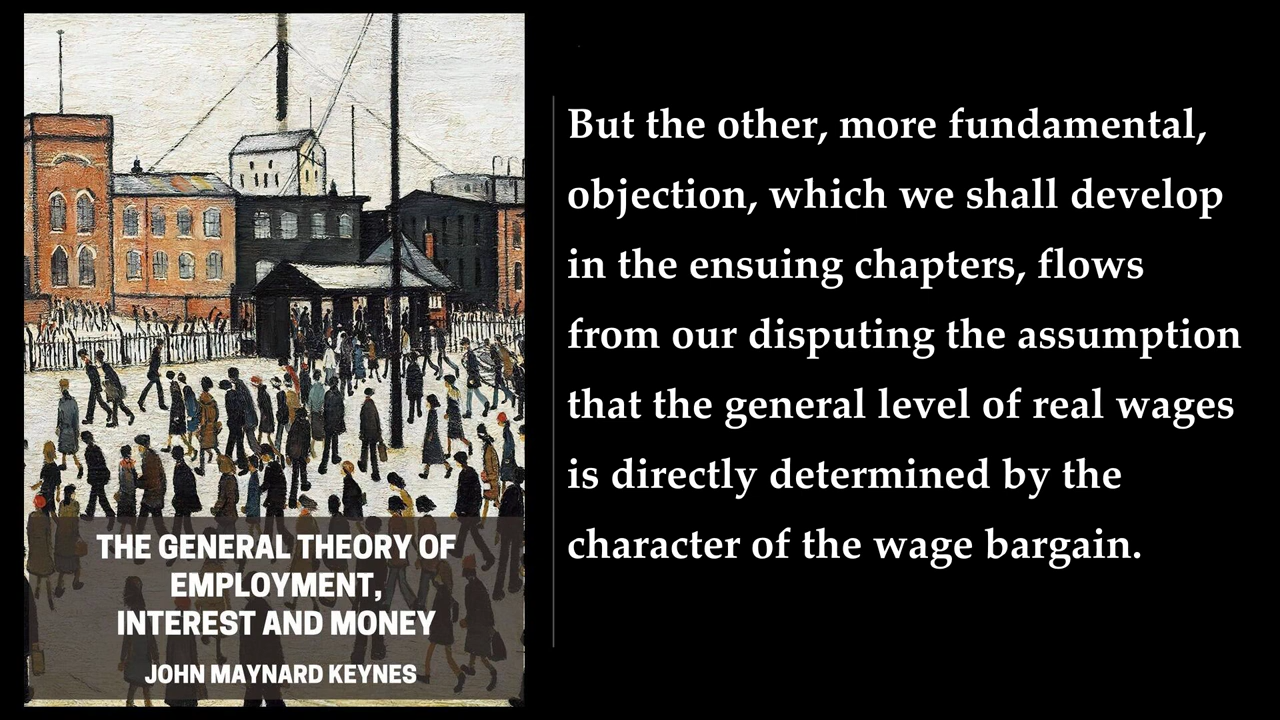 THE GENERAL THEORY OF
EMPLOYMENT,
INTEREST AND MONEY
JOHN MAYNARD KEYNES
But the other, more fundamental,
objection, which we shall develop
in the ensuing chapters, flows
from our disputing the assumption
that the general level of real wages
is directly determined by the
character of the wage bargain.